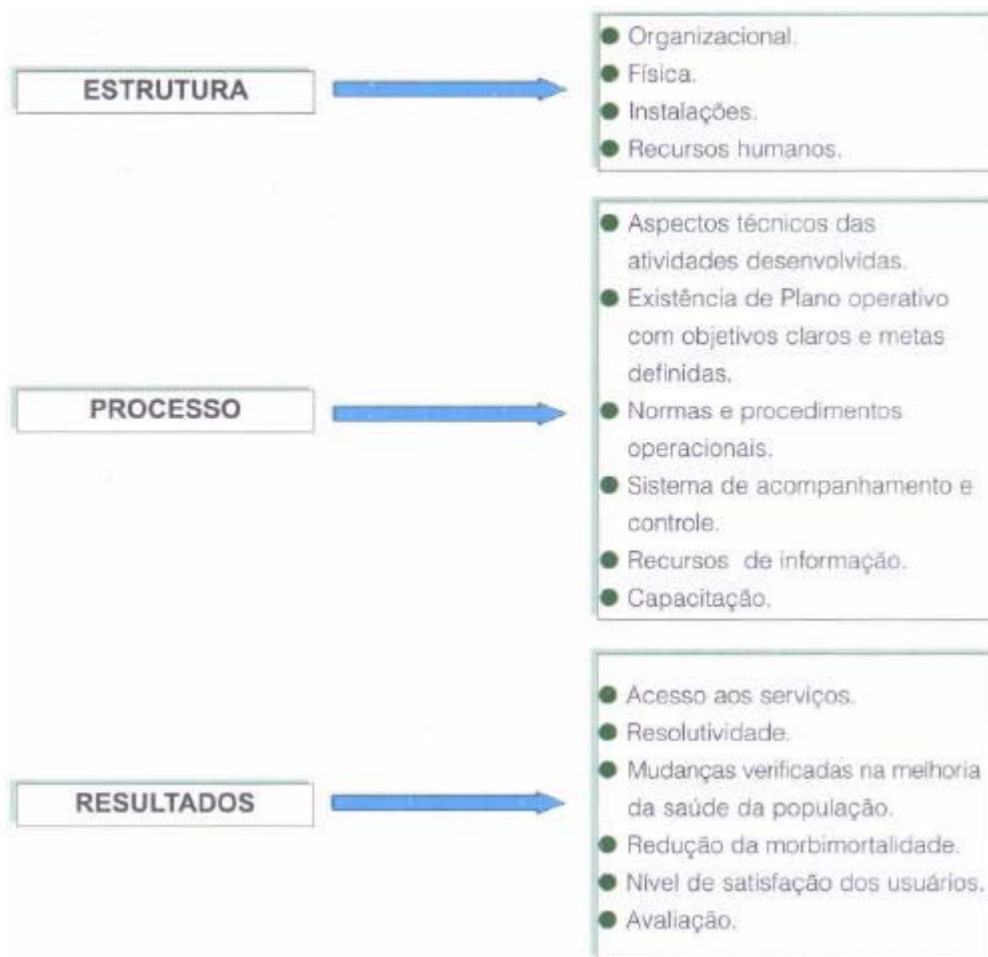 ESTRUTURA
● Organizacional.
● Física.
● Instalações.
● Recursos humanos.
PROCESSO
● Aspectos técnicos das
atividades desenvolvidas.
● Existência de Plano operativo
com objetivos claros e metas
definidas.
● Normas e procedimentos
operacionais.
● Sistema de acompanhamento e
controle.
● Recursos de informação.
● Capacitação.
RESULTADOS
● Acesso aos serviços.
● Resolutividade.
● Mudanças verificadas na melhoria
da saúde da população.
● Redução da morbimortalidade.
● Nível de satisfação dos usuários.
● Avaliação.